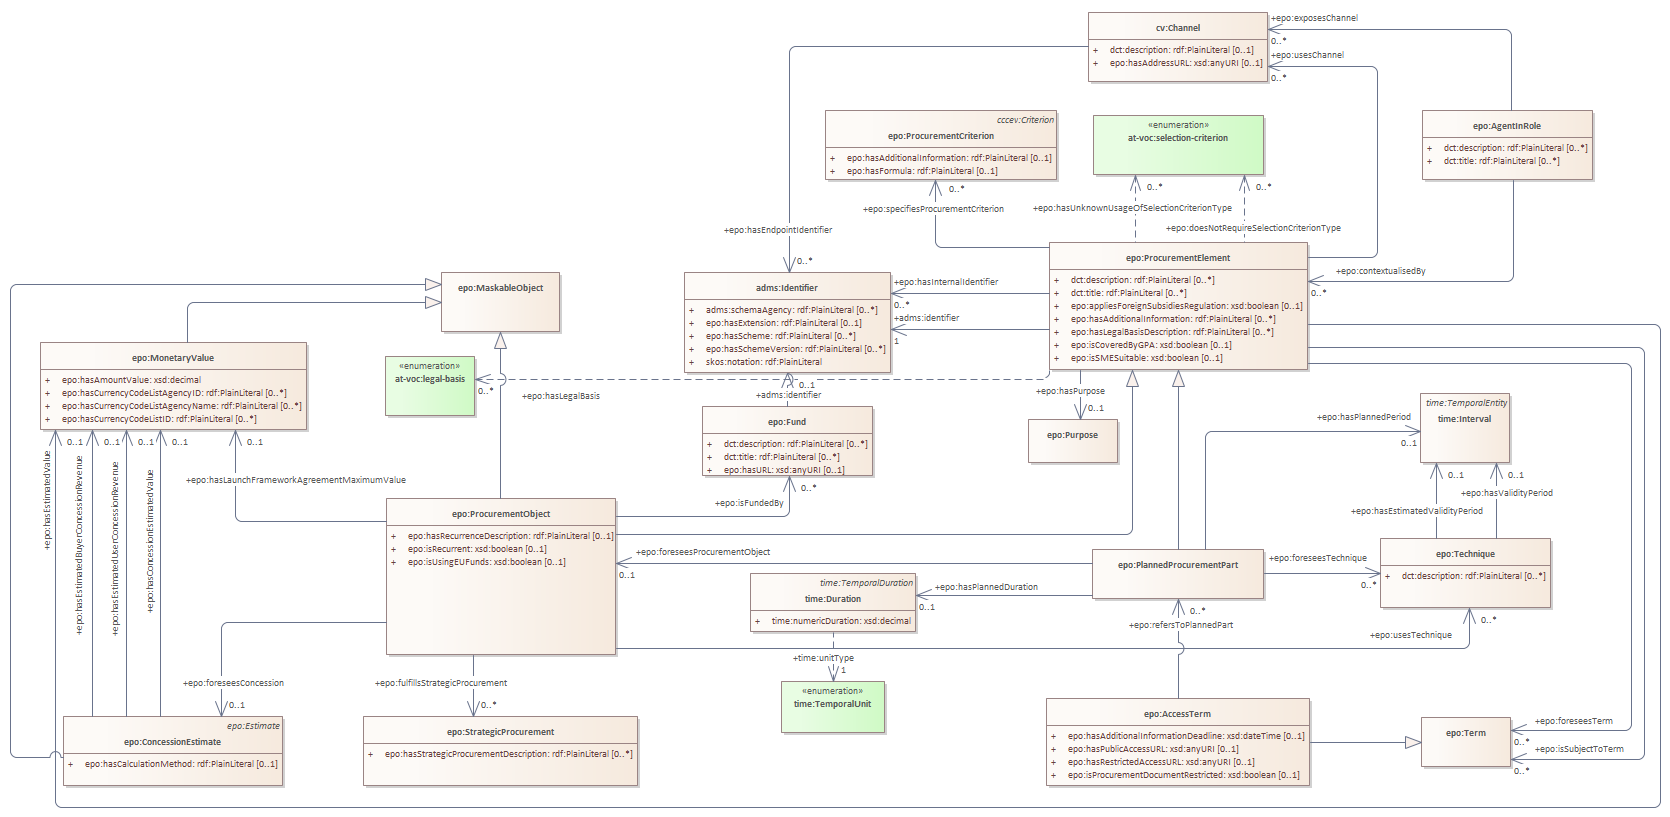 cv:Channel
+ dct:description: rdf:PlainLiteral [0..1]
+ epo:hasAddressURL: xsd:anyURI [0..1]
+epo:exposesChannel
0..*
+epo:usesChannel
0..*
cccev:Criterion
epo:ProcurementCriterion
+ epo:hasAdditionalInformation: rdf:PlainLiteral [0..1]
+ epo:hasFormula: rdf:PlainLiteral [0..1]
«enumeration»
at-voc:selection-criterion
epo:AgentInRole
+ dct:description: rdf:PlainLiteral [0..*]
+ dct:title: rdf:PlainLiteral [0..*]
0..*
0..*
0..*
+epo:specifiesProcurementCriterion
+epo:hasUnknownUsageOfSelectionCriterionType
+epo:doesNotRequireSelectionCriterionType
+epo:hasEndpointIdentifier
0..*
epo:ProcurementElement
+ dct:description: rdf:PlainLiteral [0..*]
+ dct:title: rdf:PlainLiteral [0..*]
+ epo:appliesForeignSubsidiesRegulation: xsd:boolean [0..1]
+ epo:hasAdditionalInformation: rdf:PlainLiteral [0..*]
+ epo:hasLegalBasisDescription: rdf:PlainLiteral [0..*]
+ epo:isCoveredByGPA: xsd:boolean [0..1]
+ epo:isSMESuitable: xsd:boolean [0..1]
+epo:contextualisedBy
0..*
epo:MaskableObject
adms:Identifier
+ adms:schemaAgency: rdf:PlainLiteral [0..*]
+ epo:hasExtension: rdf:PlainLiteral [0..1]
+ epo:hasScheme: rdf:PlainLiteral [0..*]
+ epo:hasSchemeVersion: rdf:PlainLiteral [0..*]
+ skos:notation: rdf:PlainLiteral
+epo:hasInternalIdentifier
0..*
+adms:identifier
1
epo:MonetaryValue
+ epo:hasAmountValue: xsd:decimal
+ epo:hasCurrencyCodeListAgencyID: rdf:PlainLiteral [0..*]
+ epo:hasCurrencyCodeListAgencyName: rdf:PlainLiteral [0..*]
+ epo:hasCurrencyCodeListID: rdf:PlainLiteral [0..*]
«enumeration»
at-voc:legal-basis
0..*
+epo:hasLegalBasis
0..1
+adms:identifier
+epo:hasPurpose
0..1
epo:Purpose
epo:Fund
+ dct:description: rdf:PlainLiteral [0..*]
+ dct:title: rdf:PlainLiteral [0..*]
+ epo:hasURL: xsd:anyURI [0..1]
0..*
+epo:isFundedBy
time:TemporalEntity
time:Interval
+epo:hasPlannedPeriod
0..1
0..1
0..1
+epo:hasValidityPeriod
+epo:hasEstimatedValidityPeriod
0..1
0..1
0..1
0..1
0..1
+epo:hasEstimatedValue
+epo:hasEstimatedBuyerConcessionRevenue
+epo:hasEstimatedUserConcessionRevenue
+epo:hasConcessionEstimatedValue
+epo:hasLaunchFrameworkAgreementMaximumValue
epo:ProcurementObject
+ epo:hasRecurrenceDescription: rdf:PlainLiteral [0..1]
+ epo:isRecurrent: xsd:boolean [0..1]
+ epo:isUsingEUFunds: xsd:boolean [0..1]
+epo:foreseesProcurementObject
0..1
epo:PlannedProcurementPart
+epo:foreseesTechnique
0..*
epo:Technique
+ dct:description: rdf:PlainLiteral [0..*]
time:TemporalDuration
time:Duration
+ time:numericDuration: xsd:decimal
+epo:hasPlannedDuration
0..1
0..*
+epo:refersToPlannedPart
0..*
+epo:usesTechnique
+time:unitType
1
«enumeration»
time:TemporalUnit
+epo:foreseesConcession
0..1
+epo:fulfillsStrategicProcurement
0..*
epo:Estimate
epo:ConcessionEstimate
+ epo:hasCalculationMethod: rdf:PlainLiteral [0..1]
epo:StrategicProcurement
+ epo:hasStrategicProcurementDescription: rdf:PlainLiteral [0..*]
epo:AccessTerm
+ epo:hasAdditionalInformationDeadline: xsd:dateTime [0..1]
+ epo:hasPublicAccessURL: xsd:anyURI [0..1]
+ epo:hasRestrictedAccessURL: xsd:anyURI [0..1]
+ epo:isProcurementDocumentRestricted: xsd:boolean [0..1]
epo:Term
+epo:foreseesTerm
0..*
+epo:isSubjectToTerm
0..*